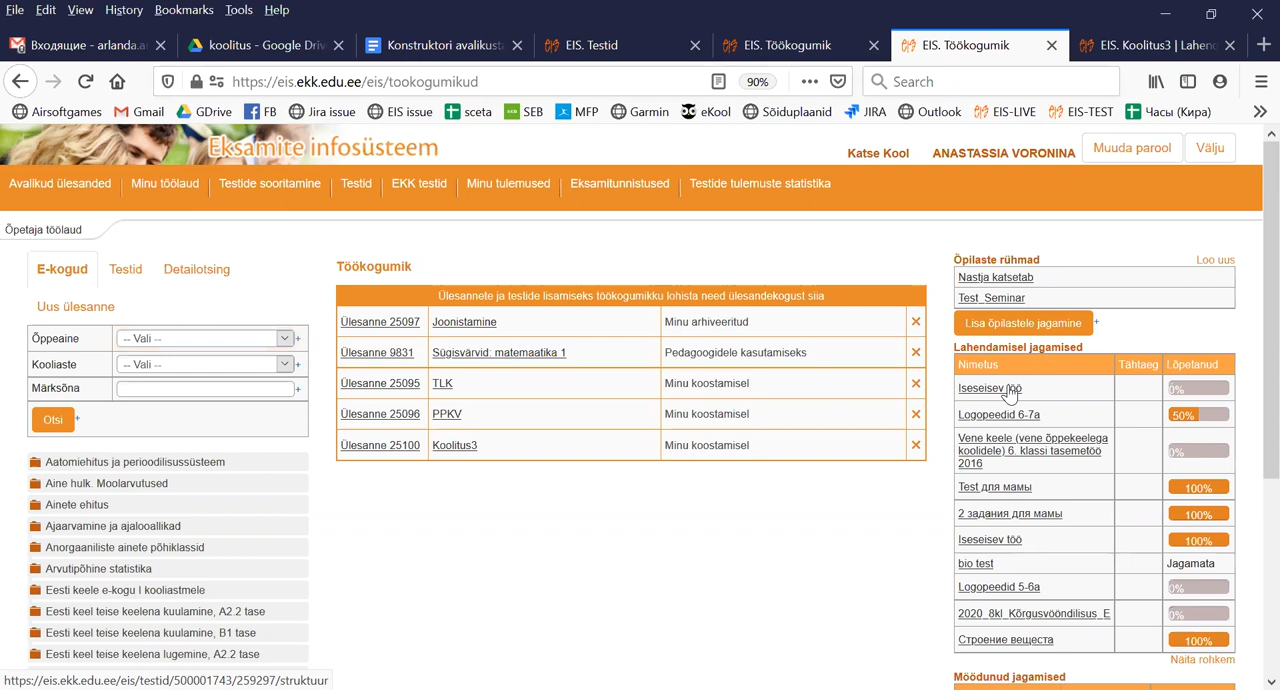 File Edit View History Bookmarks Tools Help
Входящие - arlanda.a
koolitus - Google Driv
Konstruktori avalikusta
EIS. Testid
EIS. Töökogumik
EIS. Töökogumik
EIS. Koolitus3 | Lahend
https://eis.ekk.edu.ee/eis/tookogumikud
90%
Search
Airsoftgames Gmail GDrive FB Jira issue EIS issue sceta SEB MFP Garmin eKool Sõiduplaanid JIRA Outlook EIS-LIVE EIS-TEST Часы (Кира)
Eksamite infosüsteem
Katse Kool
ANASTASSIA VORONINA
Muuda parool
Välju
Avalikud ülesanded
Minu töölaud
Testide sooritamine
Testid
EKK testid
Minu tulemused
Eksamitunnistused
Testide tulemuste statistika
Õpetaja töölaud
E-kogud
Testid
Detailotsing
Uus ülesanne
Õppeaine
-- Vali --
+
Kooliaste
-- Vali --
+
Märksõna
+
Otsi
+
Aatomiehitus ja perioodilisussüsteem
Aine hulk. Moolarvutused
Ainete ehitus
Ajaarvamine ja ajalooallikad
Anorgaaniliste ainete põhiklassid
Arvutipõhine statistika
Eesti keele e-kogu I kooliastmele
Eesti keel teise keelena kuulamine, A2.2 tase
Eesti keel teise keelena kuulamine, B1 tase
Eesti keel teise keelena lugemine, A2.2 tase
Töökogumik
Ülesannete ja testide lisamiseks töökogumikku lohista need ülesandekogust siia
Ülesanne 25097 Joonistamine Minu arhiveeritud
Ülesanne 9831 Sügisvärvid: matemaatika 1 Pedagoogidele kasutamiseks
Ülesanne 25095 TLK Minu koostamisel
Ülesanne 25096 PPKV Minu koostamisel
Ülesanne 25100 Koolitus3 Minu koostamisel
Õpilaste rühmad
Loo uus
Nastja katsetab
Test_Seminar
Lisa õpilastele jagamine
+
Lahendamisel jagamised
Nimetus Tähtaeg Lõpetanud
Iseseisev töö 0%
Logopeedid 6-7a 50%
Vene keele (vene õppekeelega
koolidele) 6. klassi tasemetöö 0%
2016
Test для мамы 100%
2 задания для мамы 100%
Iseseisev töö 100%
bio test Jagamata
Logopeedid 5-6a 0%
2020_8kl_Kõrgusvööndilisus_E 0%
Строение вещества 100%
Näita rohkem
Möödunud jagamised
https://eis.ekk.edu.ee/eis/testid/500001743/259297/struktuur